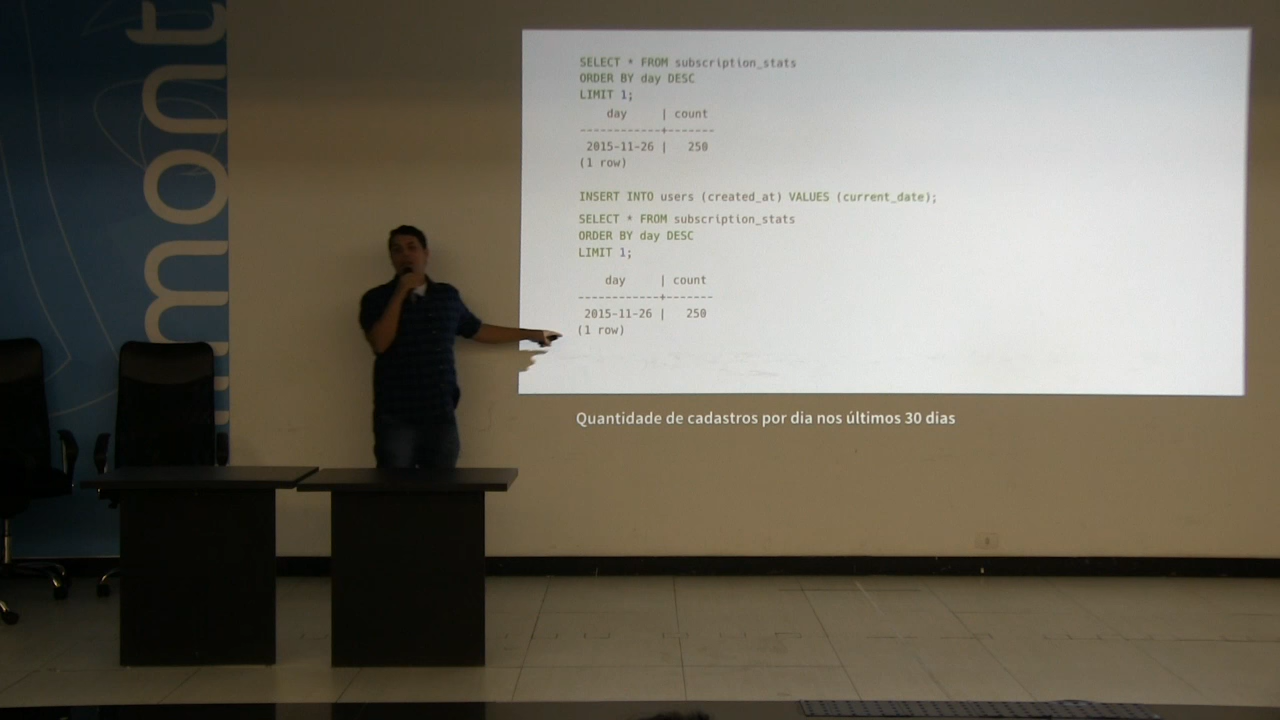 mont
SELECT * FROM subscription_stats
ORDER BY day DESC
LIMIT 1;
day | count
------------+-------
2015-11-26 | 250
(1 row)
INSERT INTO users (created_at) VALUES (current_date);
SELECT * FROM subscription_stats
ORDER BY day DESC
LIMIT 1;
day | count
------------+-------
2015-11-26 | 250
(1 row)
Quantidade de cadastros por dia nos últimos 30 dias